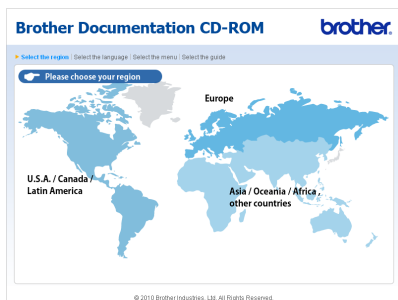 Brother Documentation CD-ROM
brother.
Select the region | Select the language | Select the menu | Select the guide
Please choose your region
Europe
U.S.A. / Canada /
Latin America
Asia / Oceania / Africa ,
other countries
© 2010 Brother Industries, Ltd. All Rights Reserved.